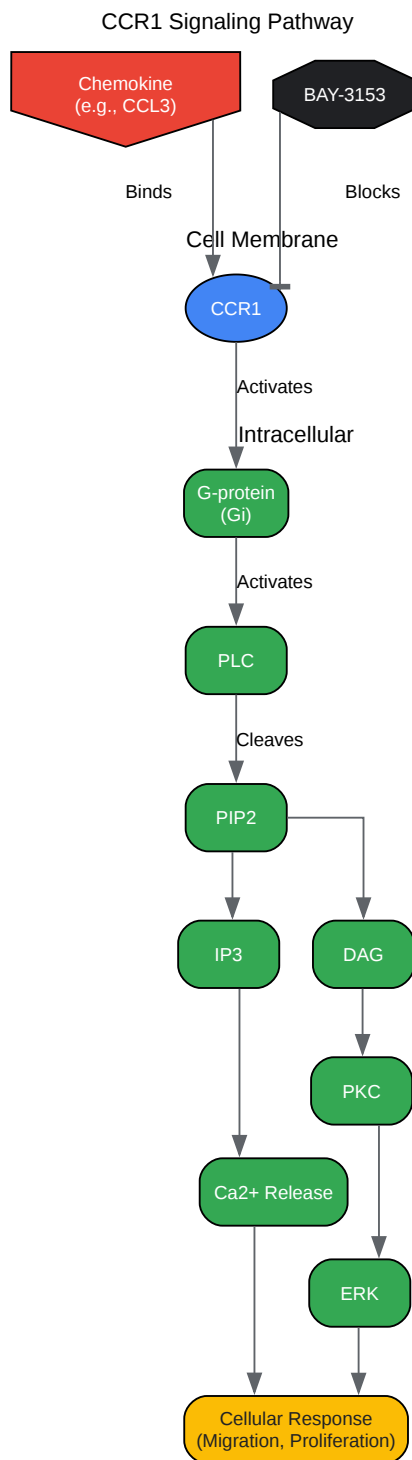 CCR1 Signaling Pathway
Chemokine
(e.g., CCL3)
BAY-3153
Binds
Blocks
Cell Membrane
CCR1
Activates
Intracellular
G-protein
(Gi)
Activates
PLC
Cleaves
PIP2
IP3
DAG
PKC
Ca2+ Release
ERK
Cellular Response
(Migration, Proliferation)